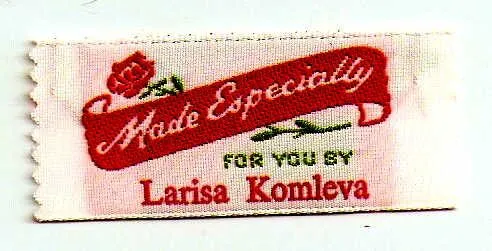 Made Especially
FOR YOU BY
Larisa Komleva